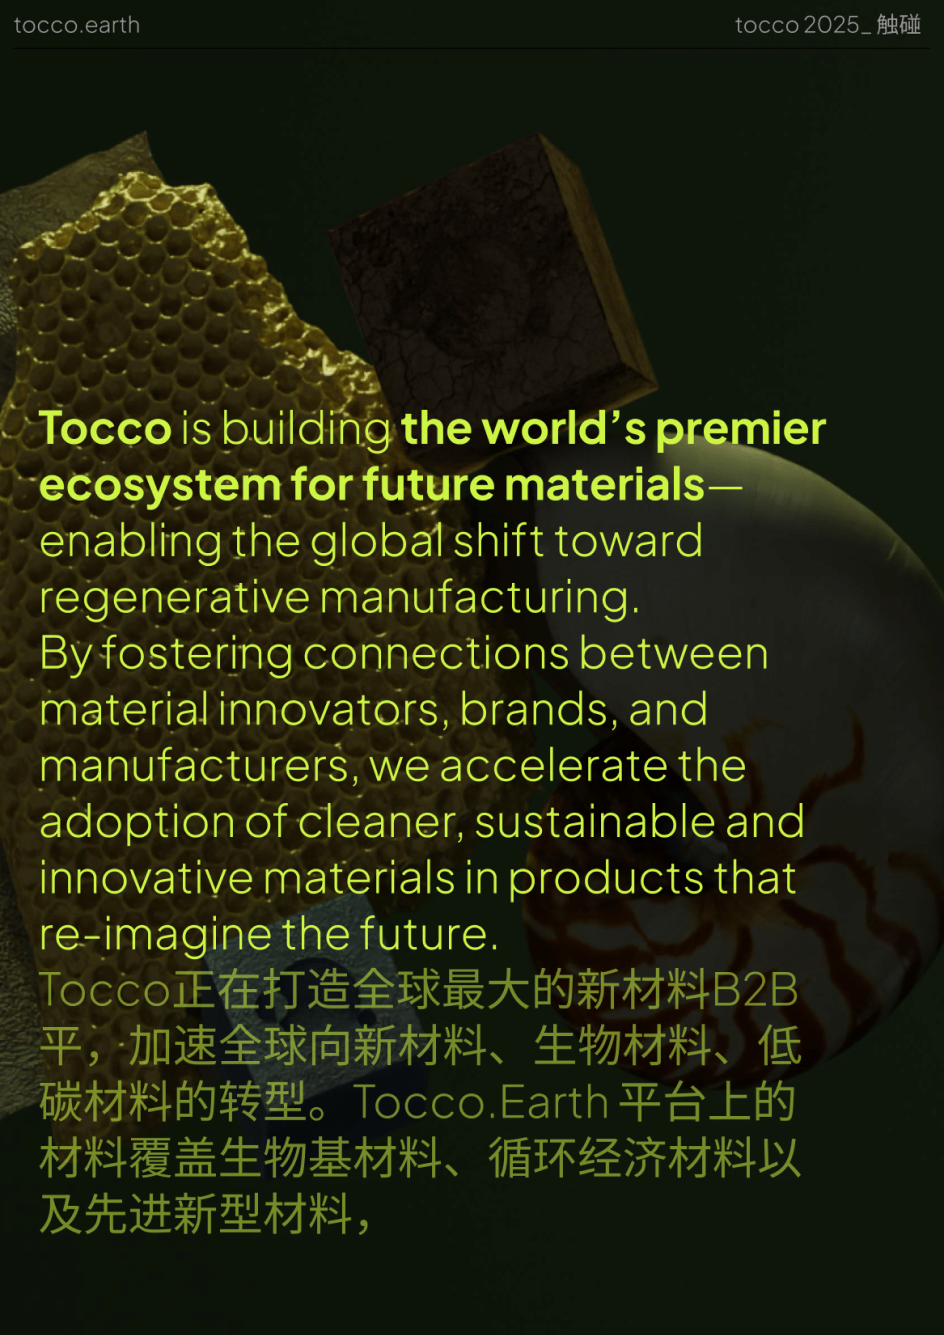 tocco.earth
tocco 2025_ 触碰
Tocco is building the world’s premier
ecosystem for future materials—
enabling the global shift toward
regenerative manufacturing.
By fostering connections between
material innovators, brands, and
manufacturers, we accelerate the
adoption of cleaner, sustainable and
innovative materials in products that
re-imagine the future.
Tocco正在打造全球最大的新材料B2B
平，加速全球向新材料、生物材料、低
碳材料的转型。Tocco.Earth 平台上的
材料覆盖生物基材料、循环经济材料以
及先进新型材料，